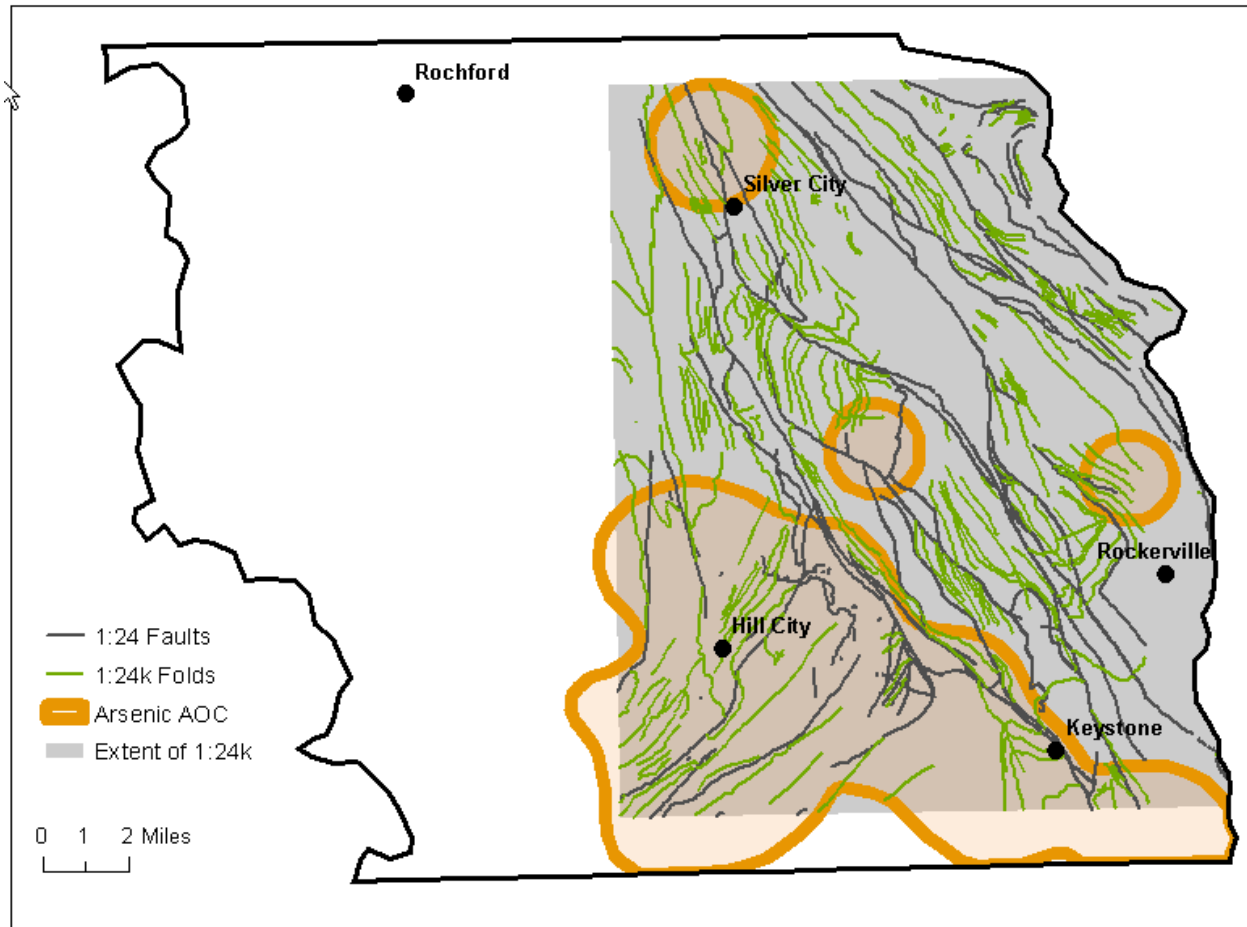 Rochford
Silver City
Rockerville
Hill City
Keystone
1:24 Faults
1:24k Folds
Arsenic AOC
Extent of 1:24k
0 1 2 Miles